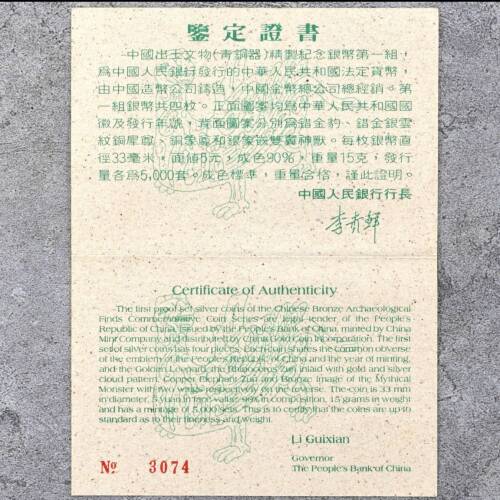 鑒定證書
中國出土文物(青銅器)精製紀念銀幣第一組,
為中國人民銀行發行的中華人民共和國法定貨幣,
由中國造幣公司鑄造,中國金幣總公司總經銷。第
一組銀幣共四枚。正面圖案均為中華人民共和國國
徽及發行年號,背面圖案分別為錯金豹、錯金銀雲
紋銅犀尊、銅象尊和銀象嵌雙翼神獸。每枚銀幣直
徑33毫米,面值5元,成色90%,重量15克,發行
量各為5,000套。成色標準,重量合格,謹此證明。
中國人民銀行行長
李貴鮮
Certificate of Authenticity
The first proof set silver coins of the Chinese Bronze Archaeological
Finds Commemorative Coin Series are legal tender of the People's
Republic of China, issued by the People's Bank of China, minted by China
Mint Company and distributed by China Gold Coin Incorporation. The first
set of silver coins has four pieces. Each coin shares the common obverse
of the emblem of the People's Republic of China and the year of minting,
and the Golden Leopard, the Rhinocerus Zun inlaid with gold and silver
cloud pattern, Copper Elephant Zun and Bronze Image of the Mythical
Monster with two wings respectively on the reverse. The coin is 33 mm
in diameter, 5 yuan in face value, 90% in composition, 15 grams in weight
and has a mintage of 5,000 sets. This is to certify that the coins are up to
standard as to their fineness and weight.
Li Guixian
Governor
The People's Bank of China
№ 3074